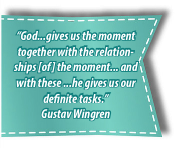 “God...gives us the moment
together with the relation-
ships [of] the moment... and
with these ...he gives us our
definite tasks.”
Gustav Wingren